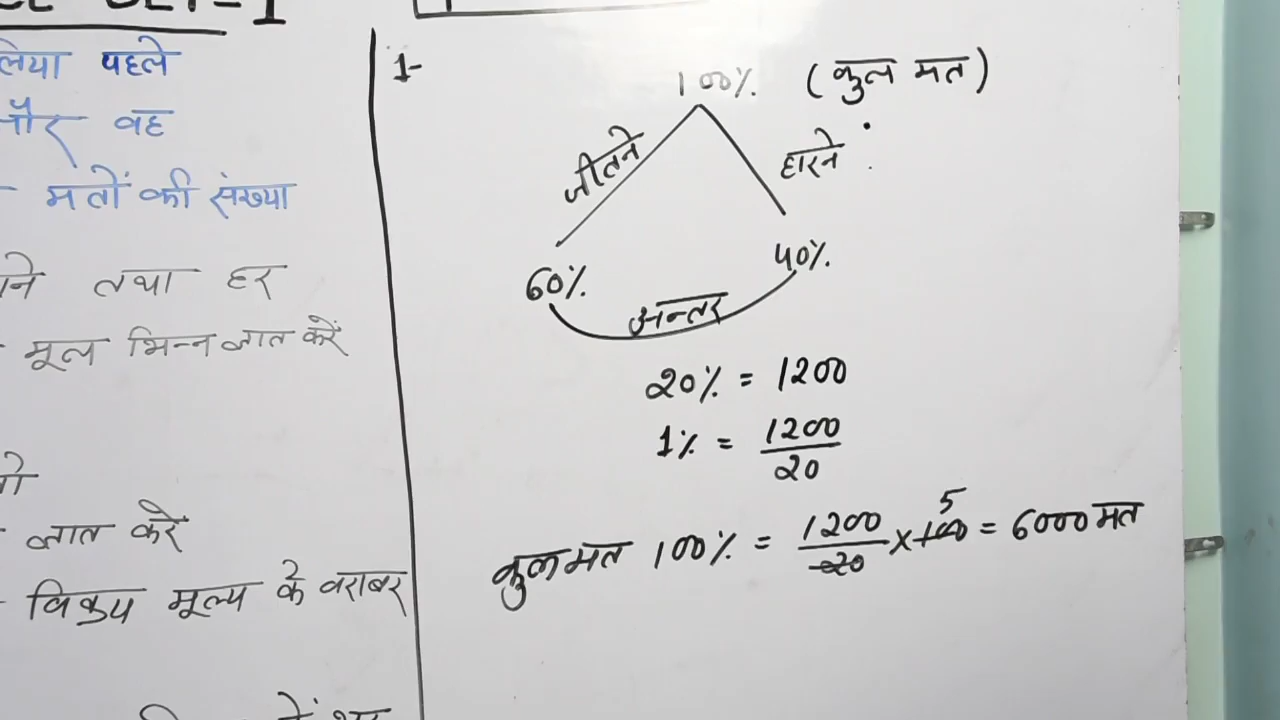 लिया पहले
और वह
मतों की संख्या
तथा हर
मूल भिन्न ज्ञात करें
ज्ञात करें
विक्रय मूल्य के बराबर
1-
100% (कुल मत)
जीतने
हारने
60%
40%
अन्तर
20% = 1200
1% = 1200/20
कुल मत 100% = 1200/20 × 100 5 = 6000 मत